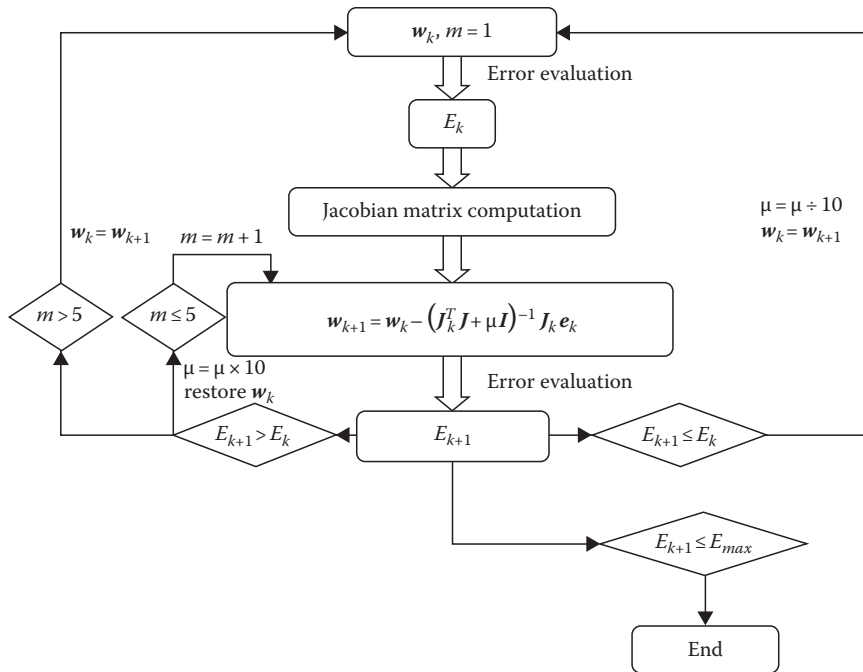 w_k, m = 1
Error evaluation
E_k
Jacobian matrix computation
μ = μ ÷ 10
w_k = w_{k+1}
w_k = w_{k+1}
m = m + 1
m > 5
m ≤ 5
w_{k+1} = w_k − (J_k^T J + μI)^{−1} J_k e_k
μ = μ × 10
restore w_k
Error evaluation
E_{k+1} > E_k
E_{k+1}
E_{k+1} ≤ E_k
E_{k+1} ≤ E_{max}
End